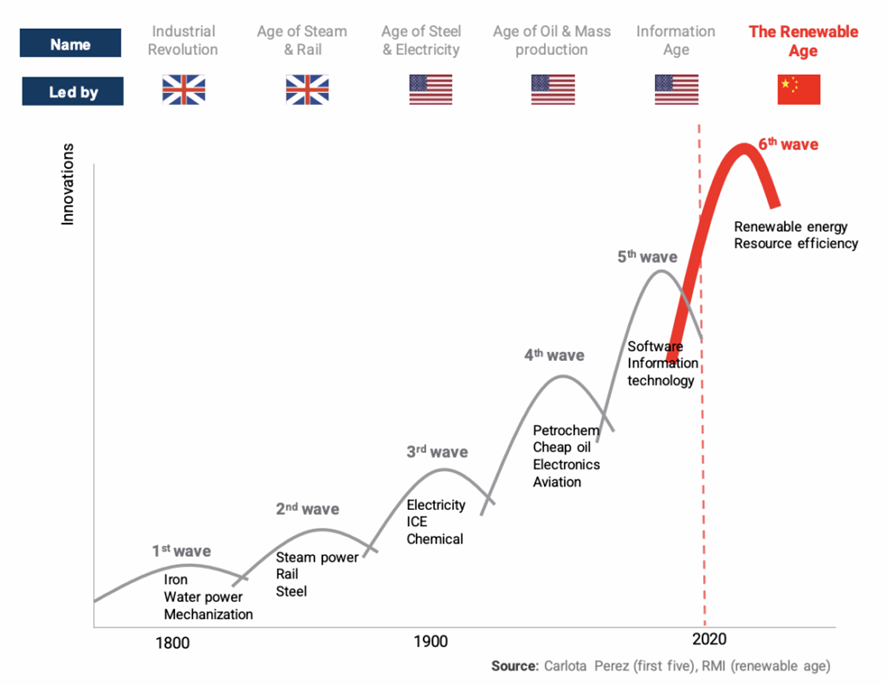 Name
Industrial
Revolution
Age of Steam
& Rail
Age of Steel
& Electricity
Age of Oil & Mass
production
Information
Age
The Renewable
Age
Led by
Innovations
6th wave
Renewable energy
Resource efficiency
5th wave
Software
Information
technology
4th wave
Petrochem
Cheap oil
Electronics
Aviation
3rd wave
Electricity
ICE
Chemical
2nd wave
Steam power
Rail
Steel
1st wave
Iron
Water power
Mechanization
1800
1900
2020
Source: Carlota Perez (first five), RMI (renewable age)